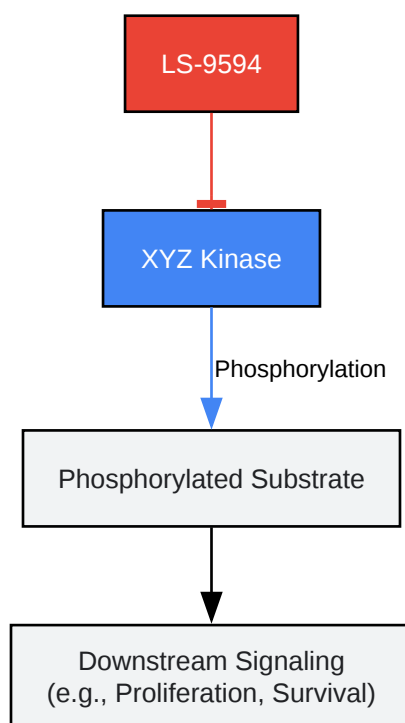 LS-9594
XYZ Kinase
Phosphorylation
Phosphorylated Substrate
Downstream Signaling
(e.g., Proliferation, Survival)